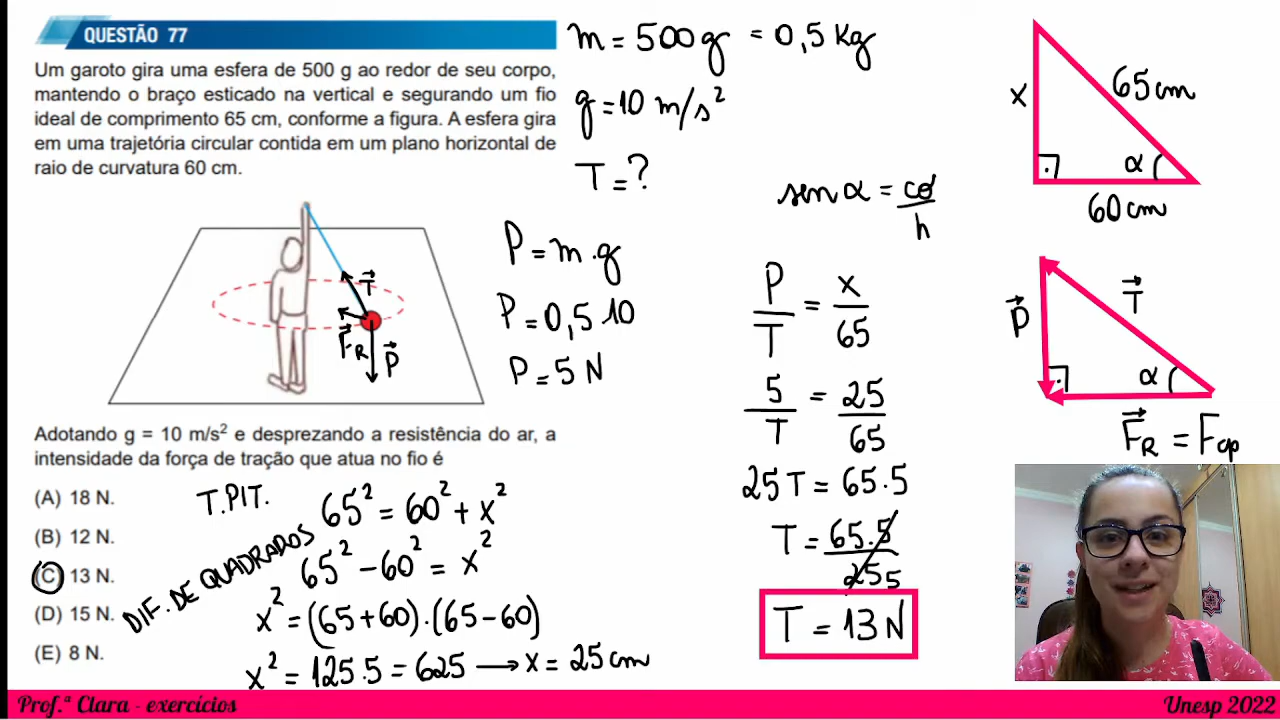 QUESTÃO 77
Um garoto gira uma esfera de 500 g ao redor de seu corpo,
mantendo o braço esticado na vertical e segurando um fio
ideal de comprimento 65 cm, conforme a figura. A esfera gira
em uma trajetória circular contida em um plano horizontal de
raio de curvatura 60 cm.
T
F_R
P
Adotando g = 10 m/s² e desprezando a resistência do ar, a
intensidade da força de tração que atua no fio é
(A) 18 N.
(B) 12 N.
(C) 13 N.
(D) 15 N.
(E) 8 N.
T. PIT.
DIF. DE QUADRADOS
65² = 60² + x²
65² - 60² = x²
x² = (65+60).(65-60)
x² = 125.5 = 625 → x = 25 cm
m = 500g = 0,5 Kg
g = 10 m/s²
T = ?
P = m.g
P = 0,5.10
P = 5 N
sen α = co/h
P/T = x/65
5/T = 25/65
25T = 65.5
T = 65.5/25 5
T = 13 N
x
65 cm
α
60 cm
P
T
α
F_R = Fcp
Prof.ª Clara - exercícios
Unesp 2022